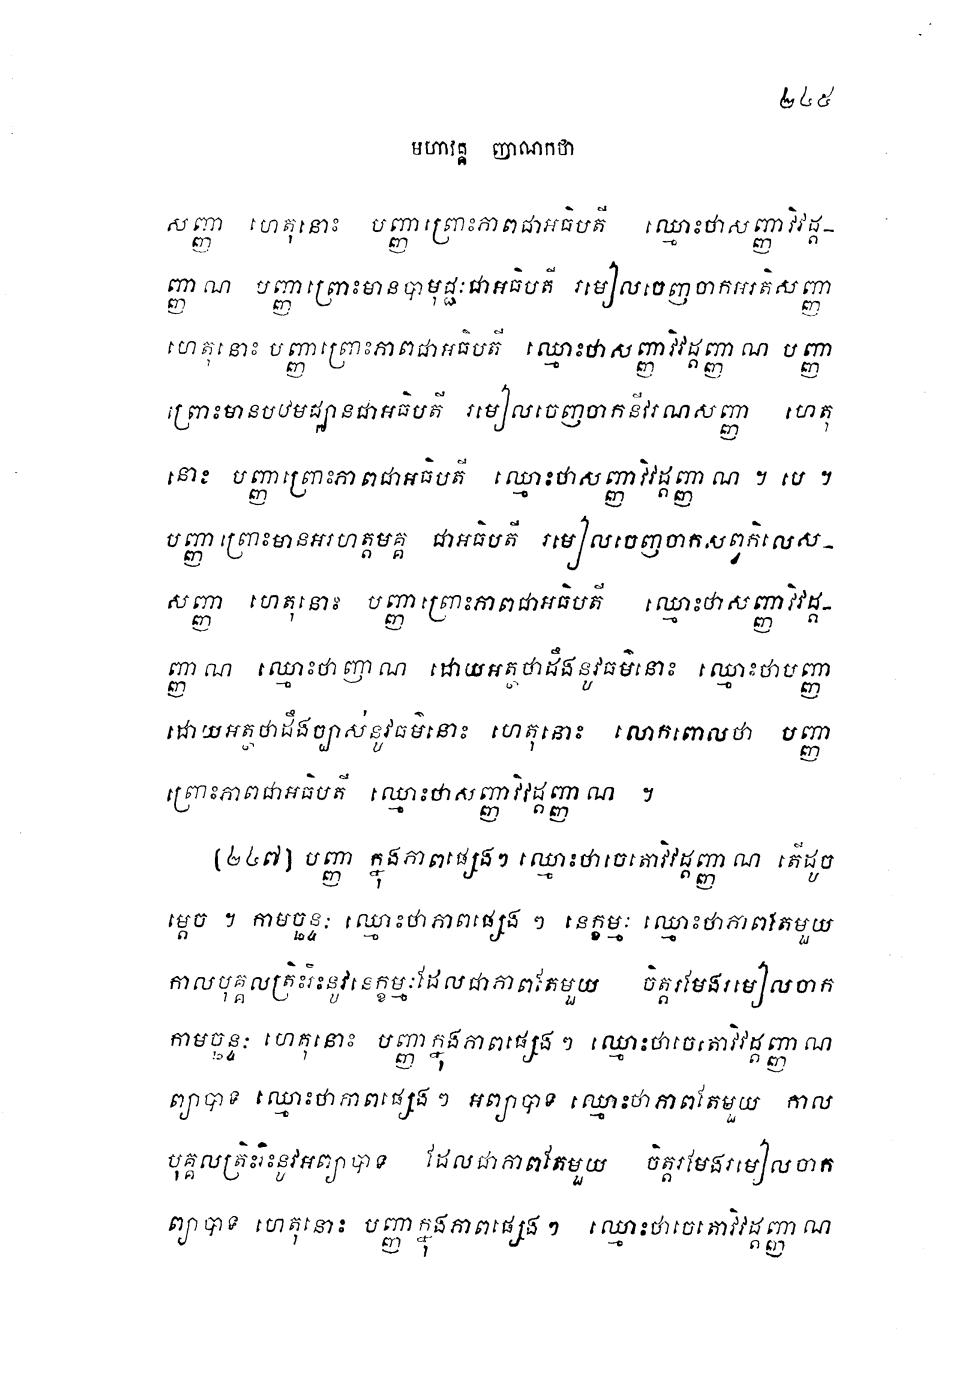 ២៤៥
មហាវគ្គ ញាណកថា
សញ្ញា ហេតុនោះ បញ្ញាព្រោះភាពជាអធិបតី ឈ្មោះថាសញ្ញាវិវដ្ដ-
ញ្ញាណ បញ្ញាព្រោះមានបាមុជ្ជៈជាអធិបតី រមៀលចេញចាកអរតិសញ្ញា
ហេតុនោះ បញ្ញាព្រោះភាពជាអធិបតី ឈ្មោះថាសញ្ញាវិវដ្ដញ្ញាណ បញ្ញា
ព្រោះមានបឋមជ្ឈានជាអធិបតី រមៀលចេញចាកនីវរណសញ្ញា ហេតុ
នោះ បញ្ញាព្រោះភាពជាអធិបតី ឈ្មោះថាសញ្ញាវិវដ្ដញ្ញាណ ។ បេ ។
បញ្ញាព្រោះមានអរហត្តមគ្គ ជាអធិបតី រមៀលចេញចាកសព្វកិលេស-
សញ្ញា ហេតុនោះ បញ្ញាព្រោះភាពជាអធិបតី ឈ្មោះថាសញ្ញាវិវដ្ដ-
ញ្ញាណ ឈ្មោះថាញាណ ដោយអត្ថថាដឹងនូវធម៌នោះ ឈ្មោះថាបញ្ញា
ដោយអត្ថថាដឹងច្បាស់នូវធម៌នោះ ហេតុនោះ លោកពោលថា បញ្ញា
ព្រោះភាពជាអធិបតី ឈ្មោះថាសញ្ញាវិវដ្ដញ្ញាណ ។
(២៤៧) បញ្ញា ក្នុងភាពផ្សេងៗ ឈ្មោះថាចេតោវិវដ្ដញ្ញាណ តើដូច
ម្ដេច ។ កាមច្ឆន្ទៈ ឈ្មោះថាភាពផ្សេង ៗ នេក្ខម្មៈ ឈ្មោះថាភាពតែមួយ
កាលបុគ្គលត្រិះរិះនូវនេក្ខម្មៈដែលជាភាពតែមួយ ចិត្តរមែងរមៀលចាក
កាមច្ឆន្ទៈ ហេតុនោះ បញ្ញាក្នុងភាពផ្សេង ៗ ឈ្មោះថាចេតោវិវដ្ដញ្ញាណ
ព្យាបាទ ឈ្មោះថាភាពផ្សេងៗ អព្យាបាទ ឈ្មោះថាភាពតែមួយ កាល
បុគ្គលត្រិះរិះនូវអព្យាបាទ ដែលជាភាពតែមួយ ចិត្តរមែងរមៀលចាក
ព្យាបាទ ហេតុនោះ បញ្ញាក្នុងភាពផ្សេងៗ ឈ្មោះថាចេតោវិវដ្ដញ្ញាណ